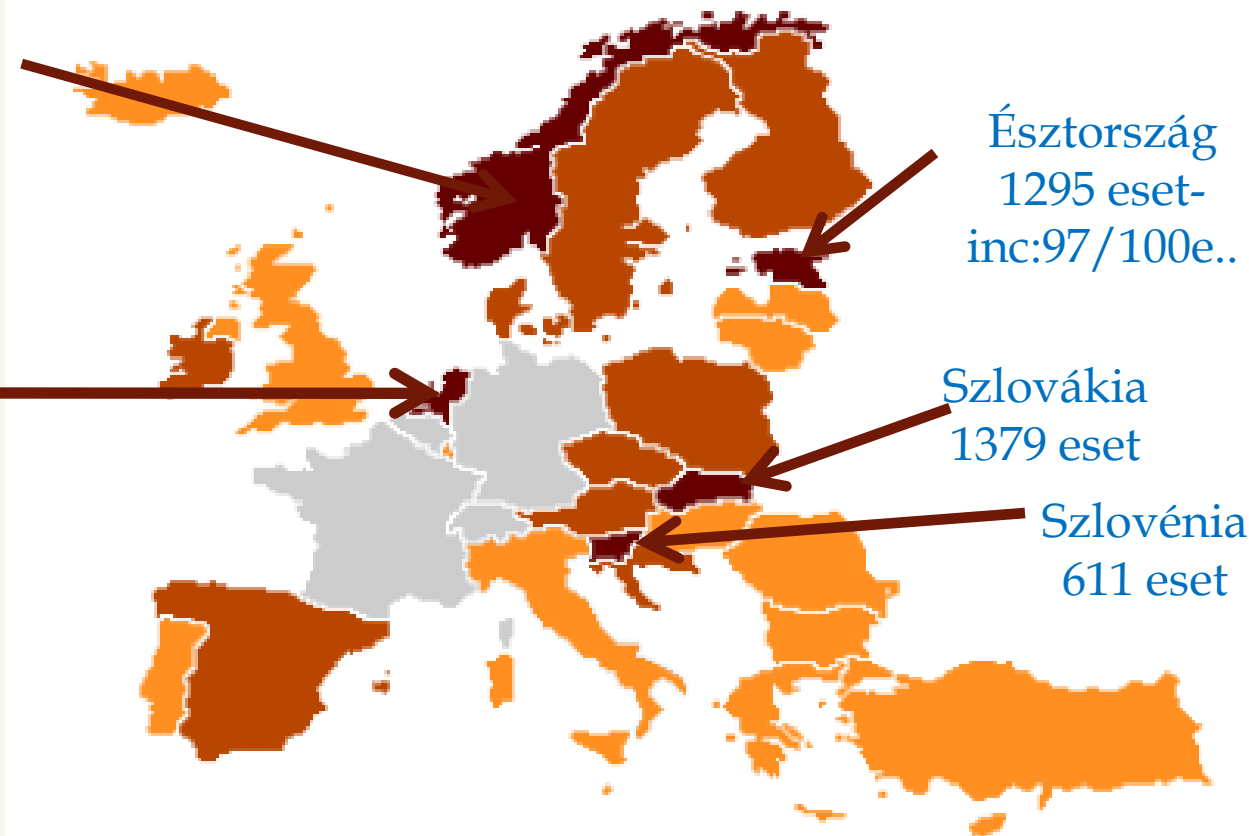 Észtország
1295 eset-
inc:97/100e..
Szlovákia
1379 eset
Szlovénia
611 eset